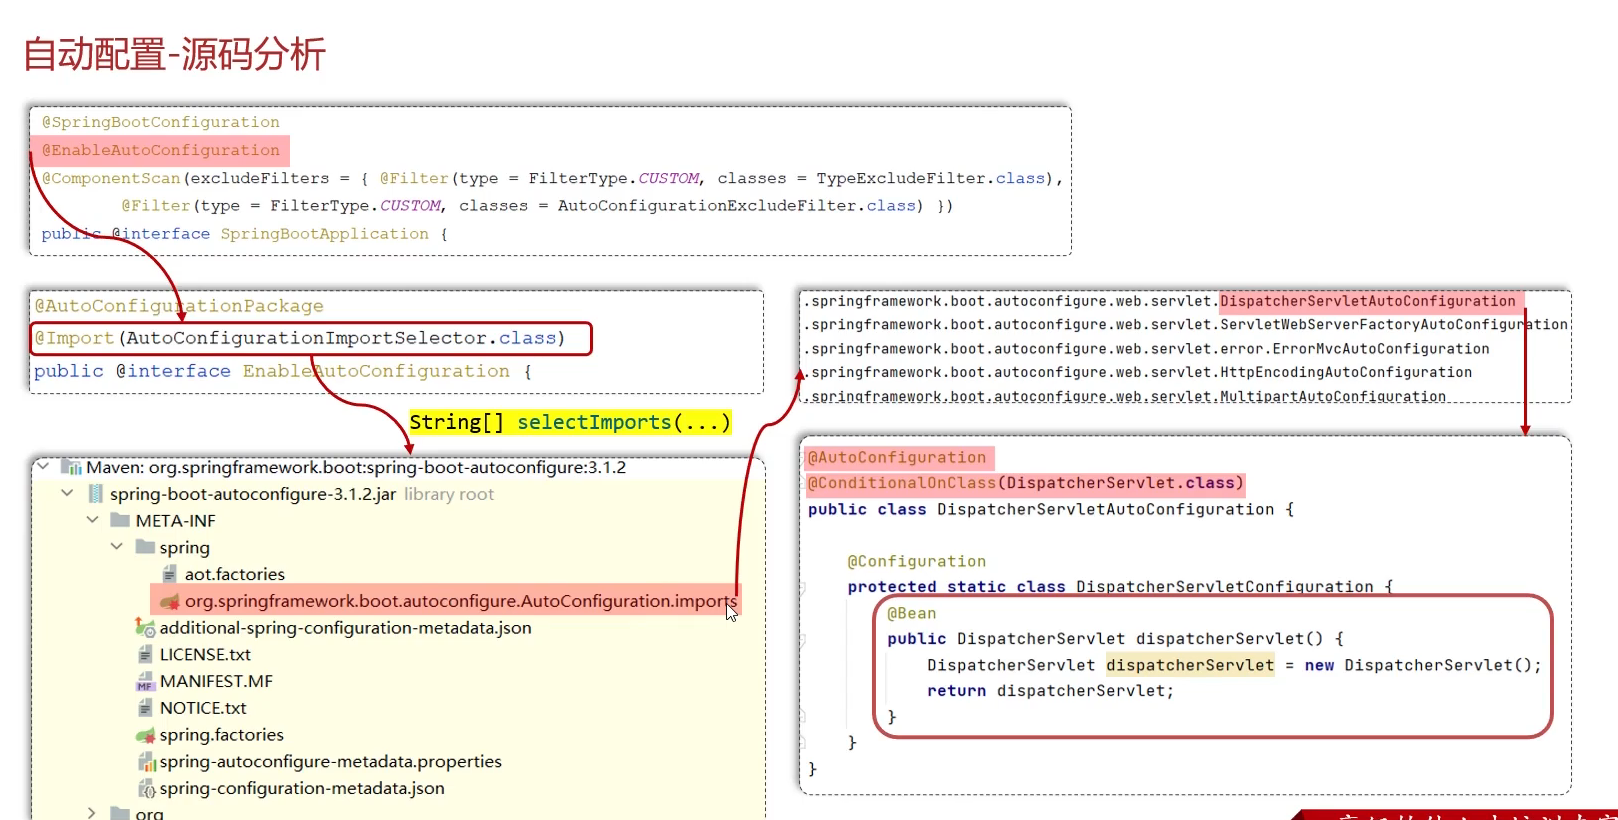 自动配置-源码分析
@SpringBootConfiguration
@EnableAutoConfiguration
@ComponentScan(excludeFilters = { @Filter(type = FilterType.CUSTOM, classes = TypeExcludeFilter.class),
@Filter(type = FilterType.CUSTOM, classes = AutoConfigurationExcludeFilter.class) })
public @interface SpringBootApplication {
@AutoConfigurationPackage
@Import(AutoConfigurationImportSelector.class)
public @interface EnableAutoConfiguration {
String[] selectImports(...)
Maven: org.springframework.boot:spring-boot-autoconfigure:3.1.2
spring-boot-autoconfigure-3.1.2.jar library root
META-INF
spring
aot.factories
org.springframework.boot.autoconfigure.AutoConfiguration.imports
additional-spring-configuration-metadata.json
LICENSE.txt
MANIFEST.MF
NOTICE.txt
spring.factories
spring-autoconfigure-metadata.properties
spring-configuration-metadata.json
org
.springframework.boot.autoconfigure.web.servlet.DispatcherServletAutoConfiguration
.springframework.boot.autoconfigure.web.servlet.ServletWebServerFactoryAutoConfiguration
.springframework.boot.autoconfigure.web.servlet.error.ErrorMvcAutoConfiguration
.springframework.boot.autoconfigure.web.servlet.HttpEncodingAutoConfiguration
.springframework.boot.autoconfigure.web.servlet.MultipartAutoConfiguration
@AutoConfiguration
@ConditionalOnClass(DispatcherServlet.class)
public class DispatcherServletAutoConfiguration {
@Configuration
protected static class DispatcherServletConfiguration {
@Bean
public DispatcherServlet dispatcherServlet() {
DispatcherServlet dispatcherServlet = new DispatcherServlet();
return dispatcherServlet;
}
}
}